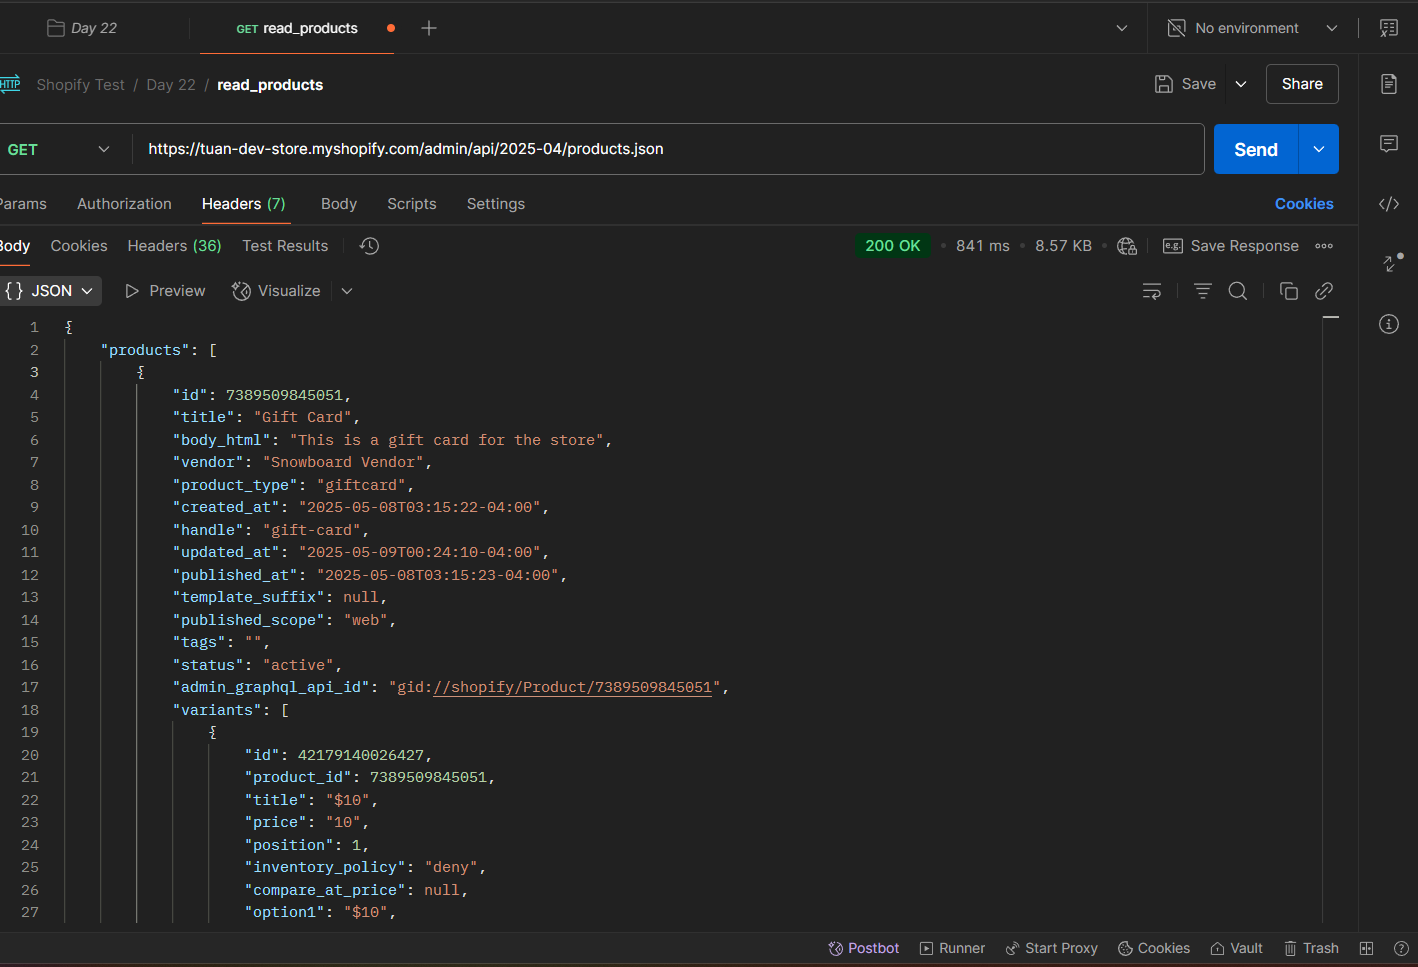 Day 22
GET read_products
No environment
HTTP Shopify Test / Day 22 / read_products
Save
Share
GET
https://tuan-dev-store.myshopify.com/admin/api/2025-04/products.json
Send
Params Authorization Headers (7) Body Scripts Settings
Cookies
Body Cookies Headers (36) Test Results
200 OK • 841 ms • 8.57 KB • e.g. Save Response
{} JSON Preview Visualize
1 {
2 "products": [
3 {
4 "id": 7389509845051,
5 "title": "Gift Card",
6 "body_html": "This is a gift card for the store",
7 "vendor": "Snowboard Vendor",
8 "product_type": "giftcard",
9 "created_at": "2025-05-08T03:15:22-04:00",
10 "handle": "gift-card",
11 "updated_at": "2025-05-09T00:24:10-04:00",
12 "published_at": "2025-05-08T03:15:23-04:00",
13 "template_suffix": null,
14 "published_scope": "web",
15 "tags": "",
16 "status": "active",
17 "admin_graphql_api_id": "gid://shopify/Product/7389509845051",
18 "variants": [
19 {
20 "id": 42179140026427,
21 "product_id": 7389509845051,
22 "title": "$10",
23 "price": "10",
24 "position": 1,
25 "inventory_policy": "deny",
26 "compare_at_price": null,
27 "option1": "$10",
Postbot Runner Start Proxy Cookies Vault Trash